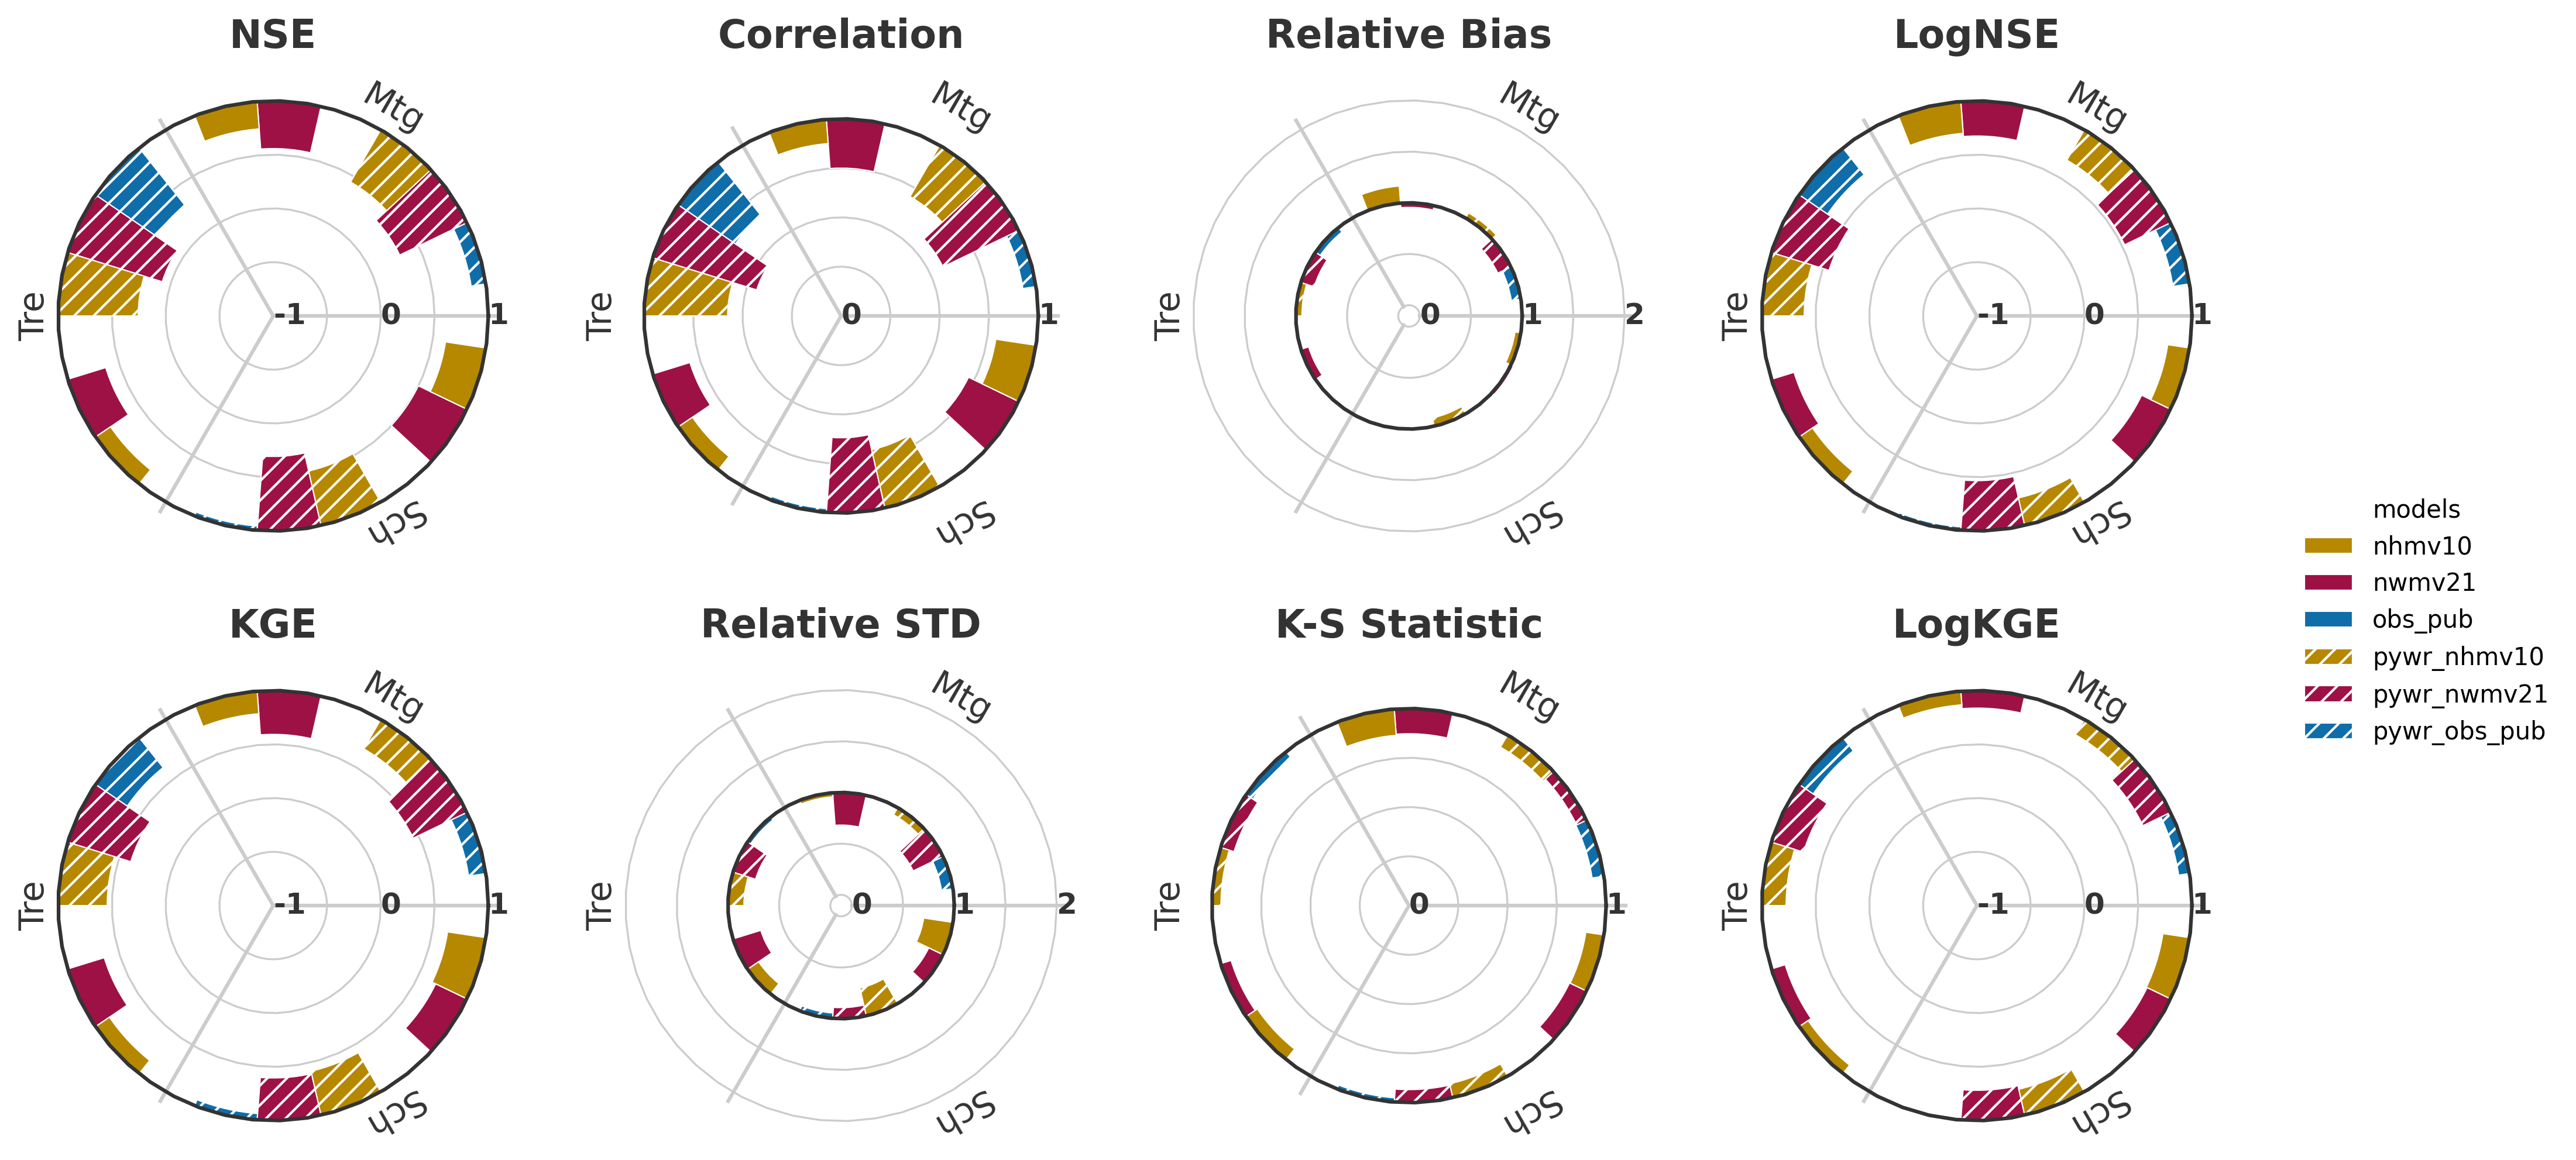 NSE
Correlation
Relative Bias
LogNSE
Mtg
Tre
Sch
-1
0
1
Mtg
Tre
Sch
0
1
Mtg
Tre
Sch
0
1
2
Mtg
Tre
Sch
-1
0
1
KGE
Relative STD
K-S Statistic
LogKGE
Mtg
Tre
Sch
-1
0
1
Mtg
Tre
Sch
0
1
2
Mtg
Tre
Sch
0
1
Mtg
Tre
Sch
-1
0
1
models
nhmv10
nwmv21
obs_pub
pywr_nhmv10
pywr_nwmv21
pywr_obs_pub